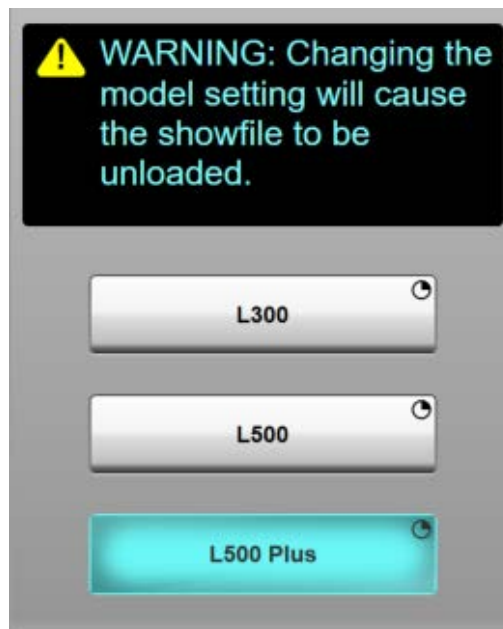 WARNING: Changing the
model setting will cause
the showfile to be
unloaded.
L300
L500
L500 Plus